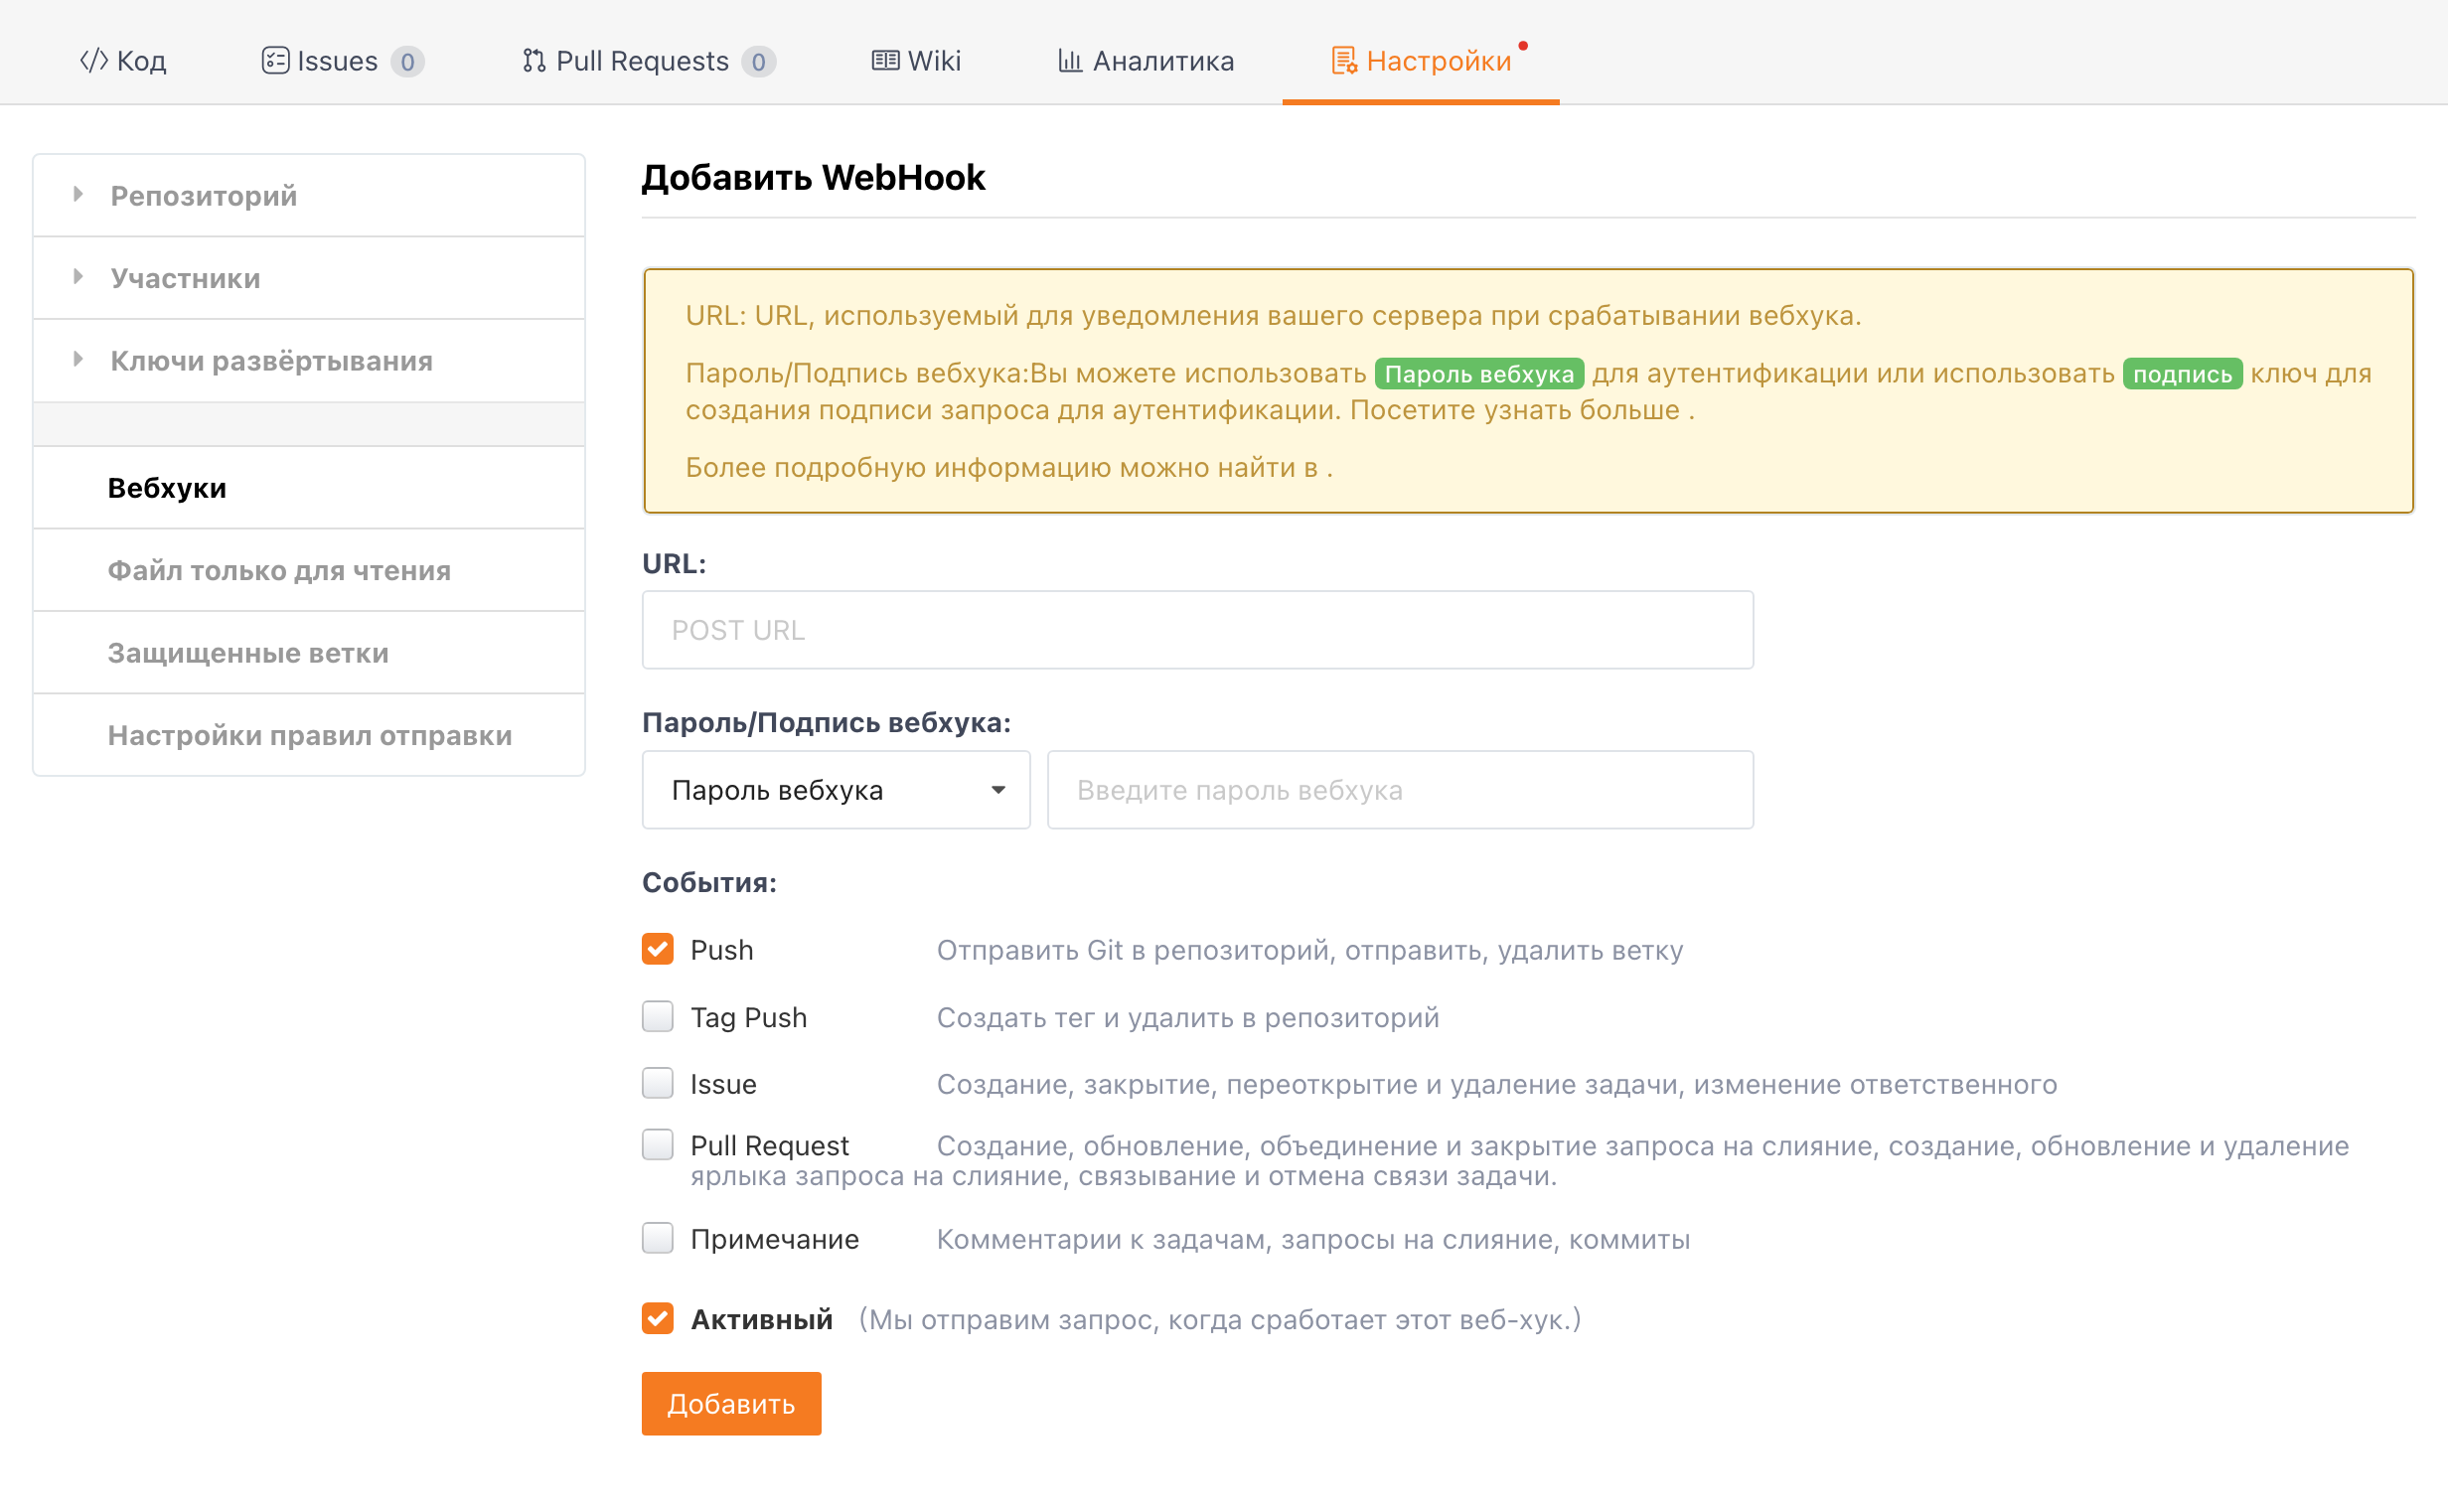 Код Issues 0 Pull Requests 0 Wiki Аналитика Настройки
Репозиторий
Участники
Ключи развёртывания
Вебхуки
Файл только для чтения
Защищенные ветки
Настройки правил отправки
Добавить WebHook
URL: URL, используемый для уведомления вашего сервера при срабатывании вебхука.
Пароль/Подпись вебхука:Вы можете использовать Пароль вебхука для аутентификации или использовать подпись ключ для
создания подписи запроса для аутентификации. Посетите узнать больше .
Более подробную информацию можно найти в .
URL:
POST URL
Пароль/Подпись вебхука:
Пароль вебхука Введите пароль вебхука
События:
Push Отправить Git в репозиторий, отправить, удалить ветку
Tag Push Создать тег и удалить в репозиторий
Issue Создание, закрытие, переоткрытие и удаление задачи, изменение ответственного
Pull Request Создание, обновление, объединение и закрытие запроса на слияние, создание, обновление и удаление
ярлыка запроса на слияние, связывание и отмена связи задачи.
Примечание Комментарии к задачам, запросы на слияние, коммиты
Активный (Мы отправим запрос, когда сработает этот веб-хук.)
Добавить